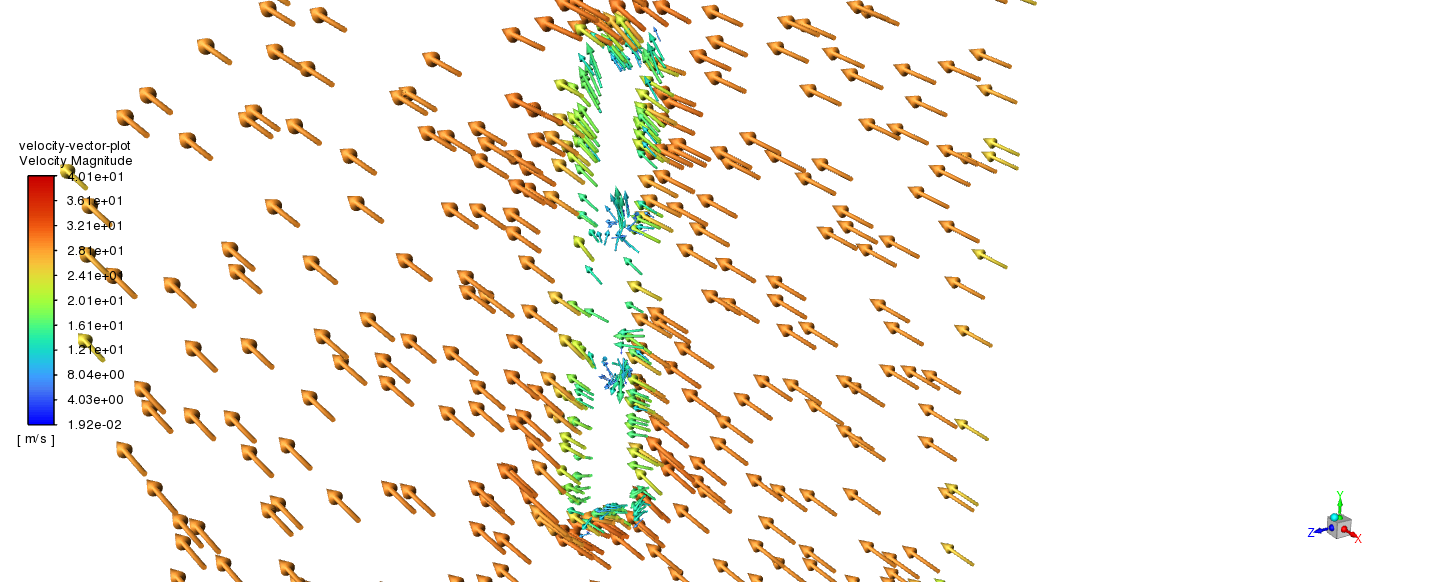 velocity-vector-plot
Velocity Magnitude
4.01e+01
3.61e+01
3.21e+01
2.81e+01
2.41e+01
2.01e+01
1.61e+01
1.21e+01
8.04e+00
4.03e+00
1.92e-02
[ m/s ]
Y
Z
X